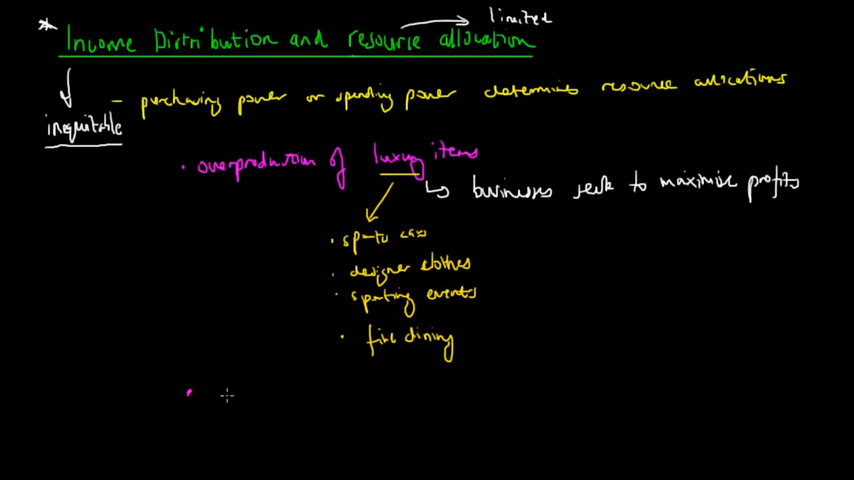 limited
* Income Distribution and resource allocation
- purchasing power or spending power determines resource allocations
inequitable
• overproduction of luxury items
↳ businesses seek to maximise profits
• sports cars
• designer clothes
• sporting events
• fine dining
•